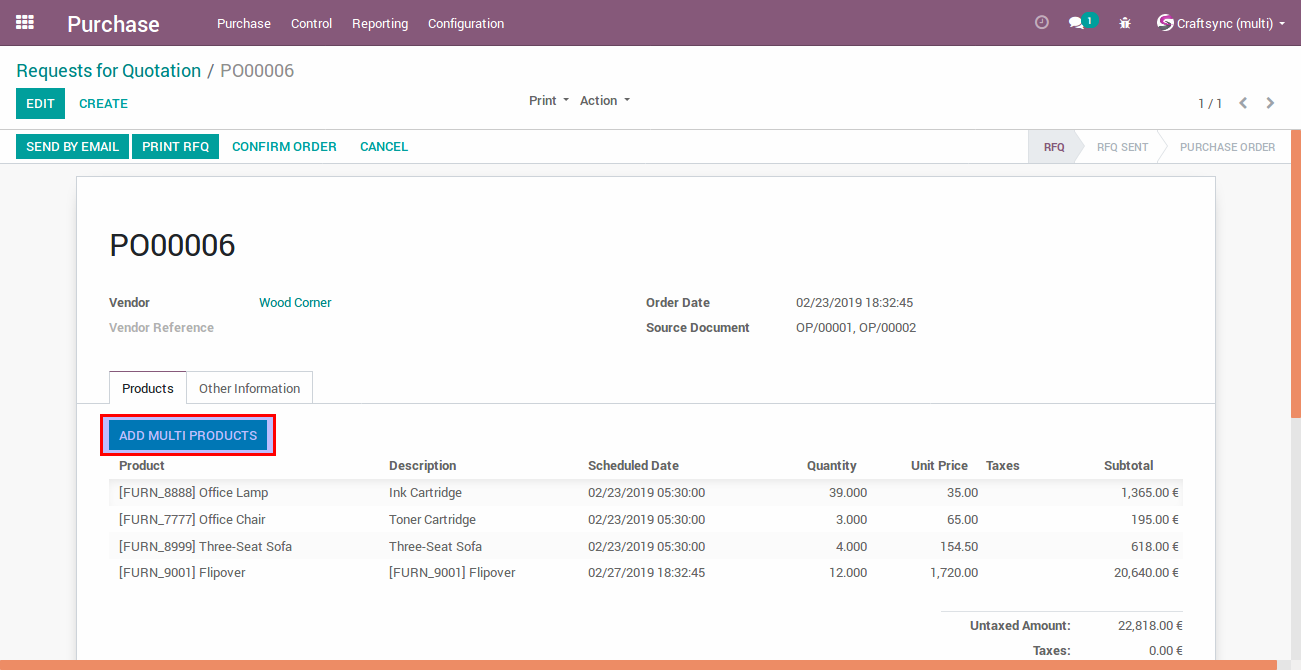 Purchase Purchase Control Reporting Configuration 1 Craftsync (multi)
Requests for Quotation / PO00006
EDIT CREATE Print Action 1 / 1
SEND BY EMAIL PRINT RFQ CONFIRM ORDER CANCEL RFQ RFQ SENT PURCHASE ORDER
PO00006
Vendor Wood Corner Order Date 02/23/2019 18:32:45
Vendor Reference Source Document OP/00001, OP/00002
Products Other Information
ADD MULTI PRODUCTS
Product Description Scheduled Date Quantity Unit Price Taxes Subtotal
[FURN_8888] Office Lamp Ink Cartridge 02/23/2019 05:30:00 39.000 35.00 1,365.00 €
[FURN_7777] Office Chair Toner Cartridge 02/23/2019 05:30:00 3.000 65.00 195.00 €
[FURN_8999] Three-Seat Sofa Three-Seat Sofa 02/23/2019 05:30:00 4.000 154.50 618.00 €
[FURN_9001] Flipover [FURN_9001] Flipover 02/27/2019 18:32:45 12.000 1,720.00 20,640.00 €
Untaxed Amount: 22,818.00 €
Taxes: 0.00 €